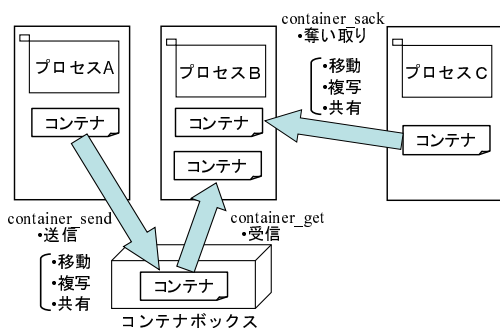 container_sack
•奪い取り
•移動
•複写
•共有
プロセスA
プロセスB
プロセスC
コンテナ
コンテナ
コンテナ
コンテナ
container_send
•送信
•移動
•複写
•共有
container_get
•受信
コンテナ
コンテナボックス